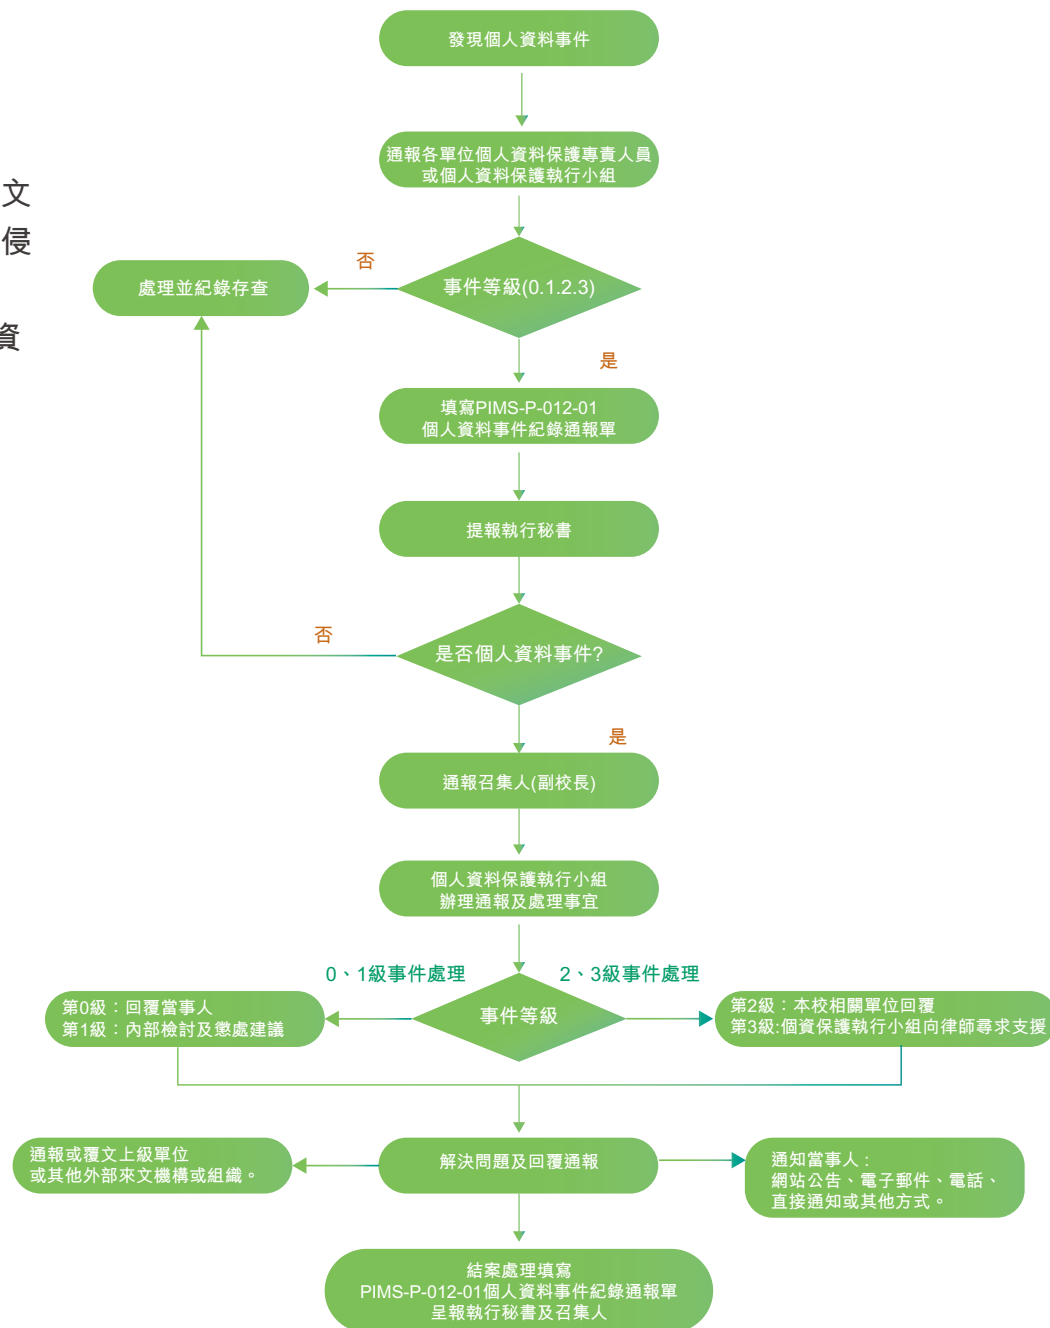 發現個人資料事件
通報各單位個人資料保護專責人員
或個人資料保護執行小組
文
侵
資
否
處理並紀錄存查
事件等級(0.1.2.3)
是
填寫PIMS-P-012-01
個人資料事件紀錄通報單
提報執行秘書
否
是否個人資料事件?
是
通報召集人(副校長)
個人資料保護執行小組
辦理通報及處理事宜
0、1級事件處理
2、3級事件處理
第0級：回覆當事人
第1級：內部檢討及懲處建議
事件等級
第2級：本校相關單位回覆
第3級:個資保護執行小組向律師尋求支援
通報或覆文上級單位
或其他外部來文機構或組織。
解決問題及回覆通報
通知當事人：
網站公告、電子郵件、電話、
直接通知或其他方式。
結案處理填寫
PIMS-P-012-01個人資料事件紀錄通報單
呈報執行秘書及召集人